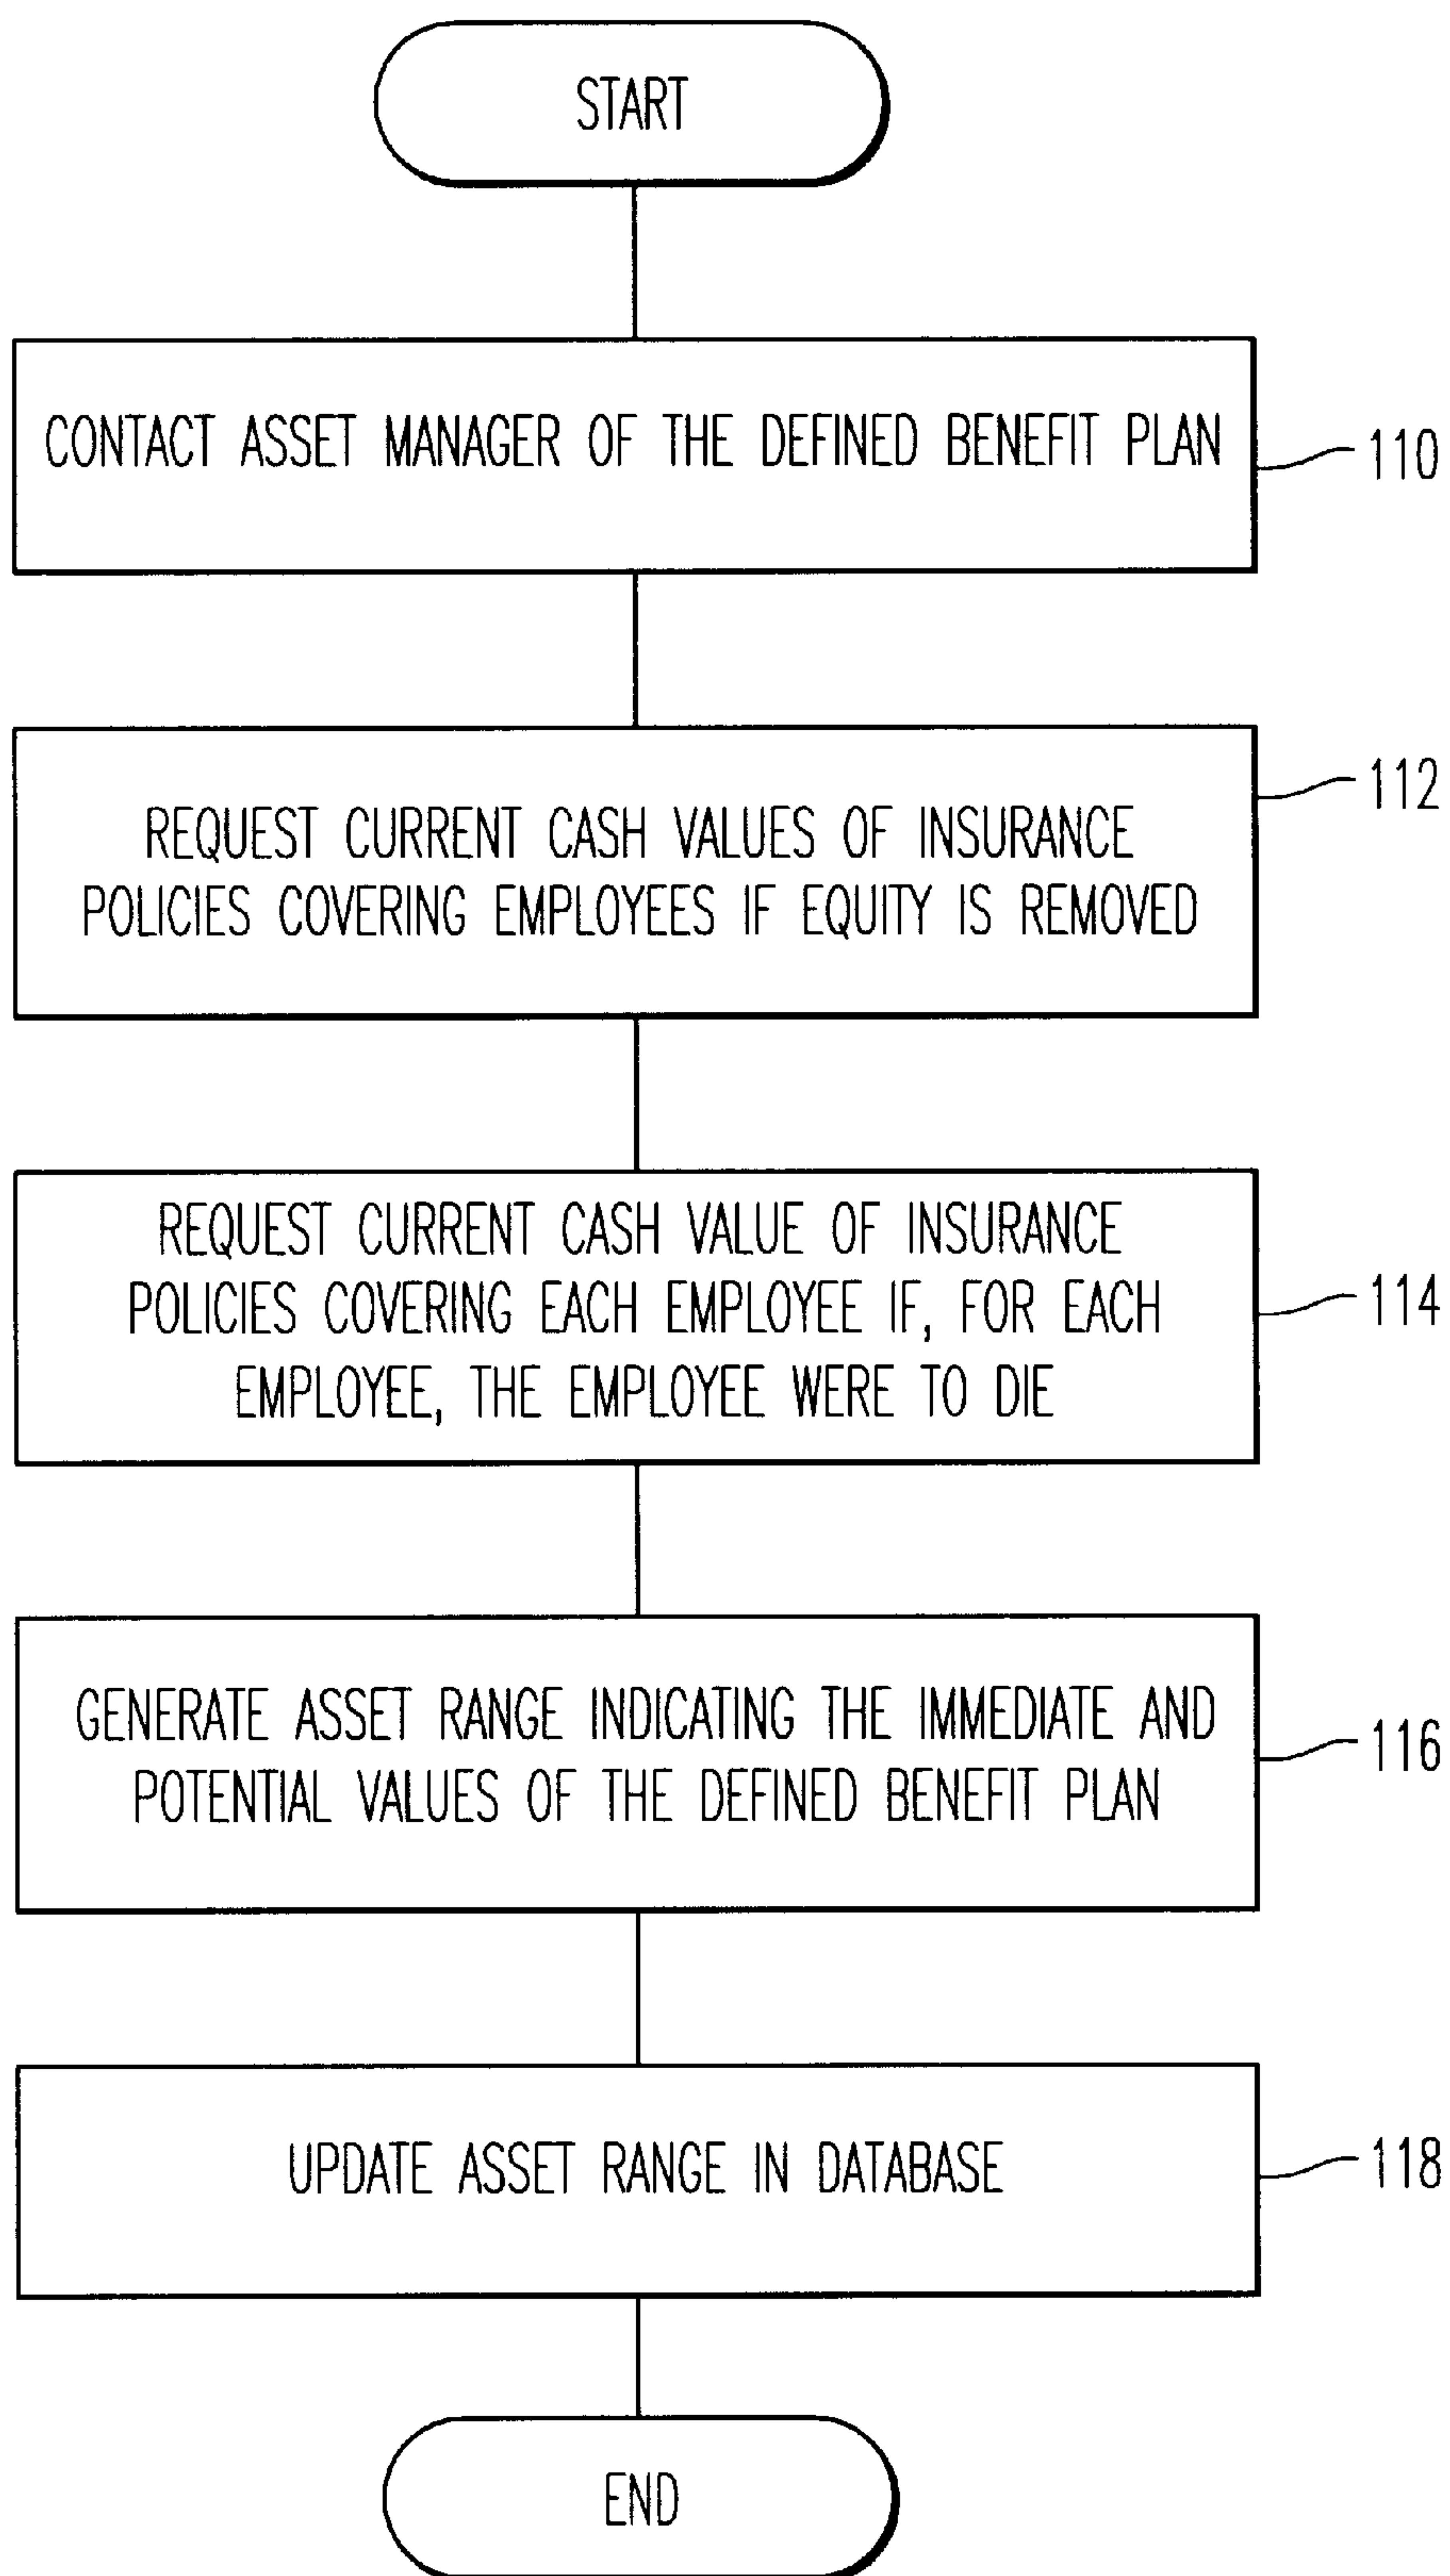 START
CONTACT ASSET MANAGER OF THE DEFINED BENEFIT PLAN
110
REQUEST CURRENT CASH VALUES OF INSURANCE
POLICIES COVERING EMPLOYEES IF EQUITY IS REMOVED
112
REQUEST CURRENT CASH VALUE OF INSURANCE
POLICIES COVERING EACH EMPLOYEE IF, FOR EACH
EMPLOYEE, THE EMPLOYEE WERE TO DIE
114
GENERATE ASSET RANGE INDICATING THE IMMEDIATE AND
POTENTIAL VALUES OF THE DEFINED BENEFIT PLAN
116
UPDATE ASSET RANGE IN DATABASE
118
END